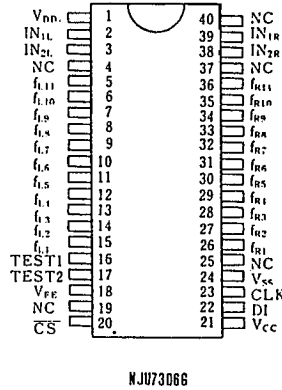 V_DD 1 40 NC
IN1L 2 39 IN1R
IN2L 3 38 IN2R
NC 4 37 NC
fL11 5 36 fR11
fL10 6 35 fR10
fL9 7 34 fR9
fL8 8 33 fR8
fL7 9 32 fR7
fL6 10 31 fR6
fL5 11 30 fR5
fL4 12 29 fR4
fL3 13 28 fR3
fL2 14 27 fR2
fL1 15 26 fR1
TEST1 16 25 NC
TEST2 17 24 VSS
VEE 18 23 CLK
NC 19 22 DI
CS 20 21 VCC
NJU7306G